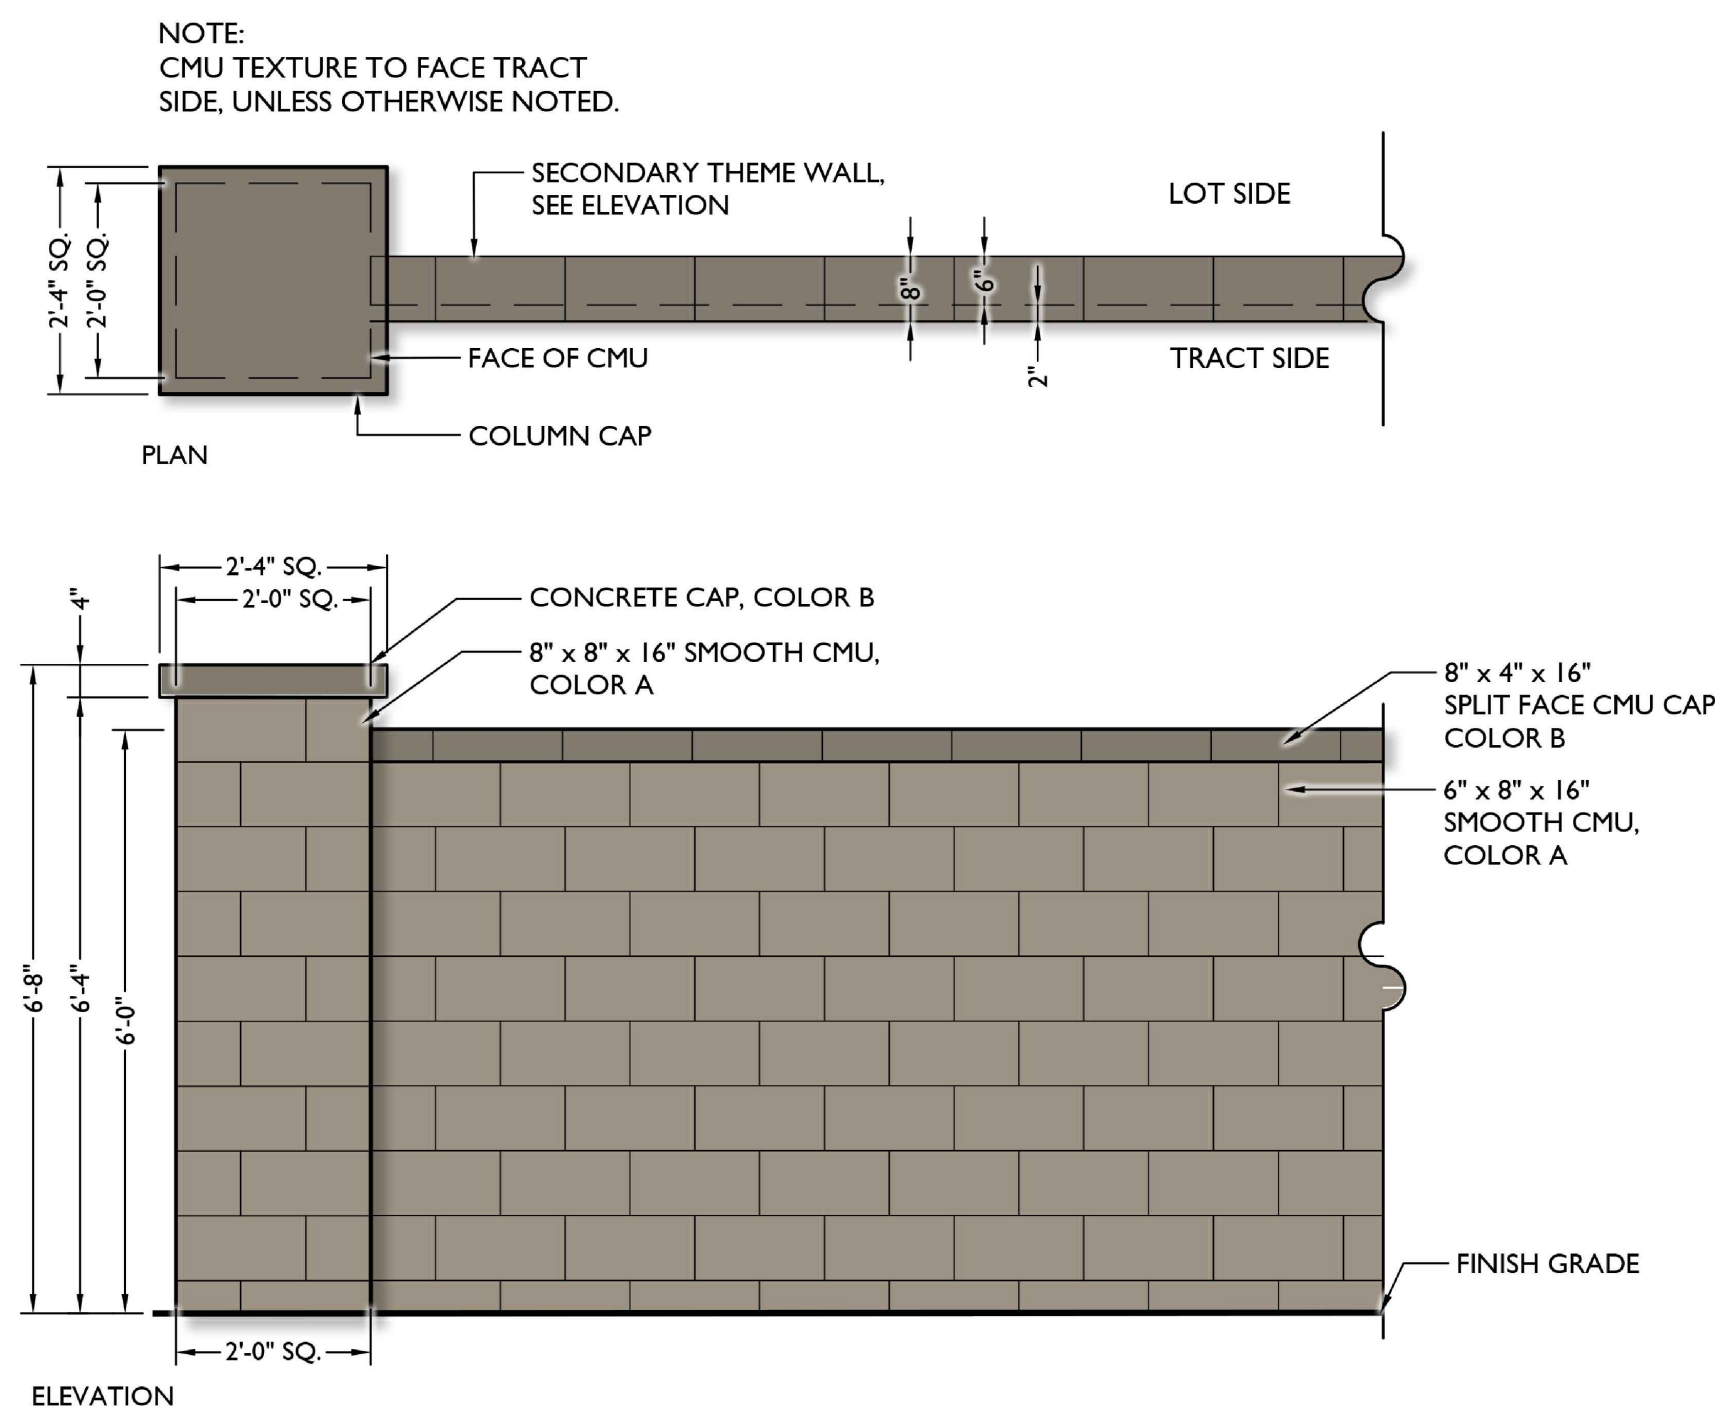 NOTE:
CMU TEXTURE TO FACE TRACT
SIDE, UNLESS OTHERWISE NOTED.
SECONDARY THEME WALL,
SEE ELEVATION
LOT SIDE
2'-4" SQ.
2'-0" SQ.
8"
6"
2"
FACE OF CMU
TRACT SIDE
COLUMN CAP
PLAN
2'-4" SQ.
2'-0" SQ.
4"
CONCRETE CAP, COLOR B
8" x 8" x 16" SMOOTH CMU,
COLOR A
8" x 4" x 16"
SPLIT FACE CMU CAP
COLOR B
6" x 8" x 16"
SMOOTH CMU,
COLOR A
6'-8"
6'-4"
6'-0"
FINISH GRADE
2'-0" SQ.
ELEVATION